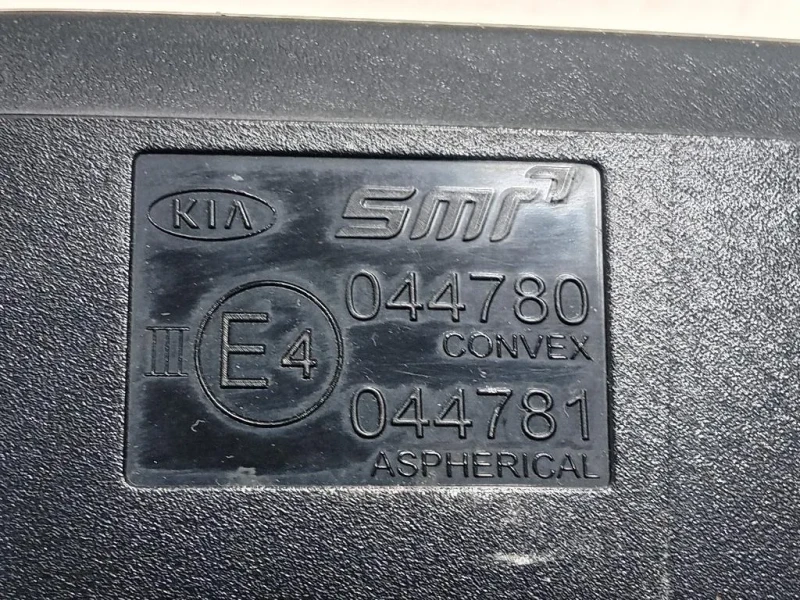 KIA smr
044780
CONVEX
III E4
044781
ASPHERICAL